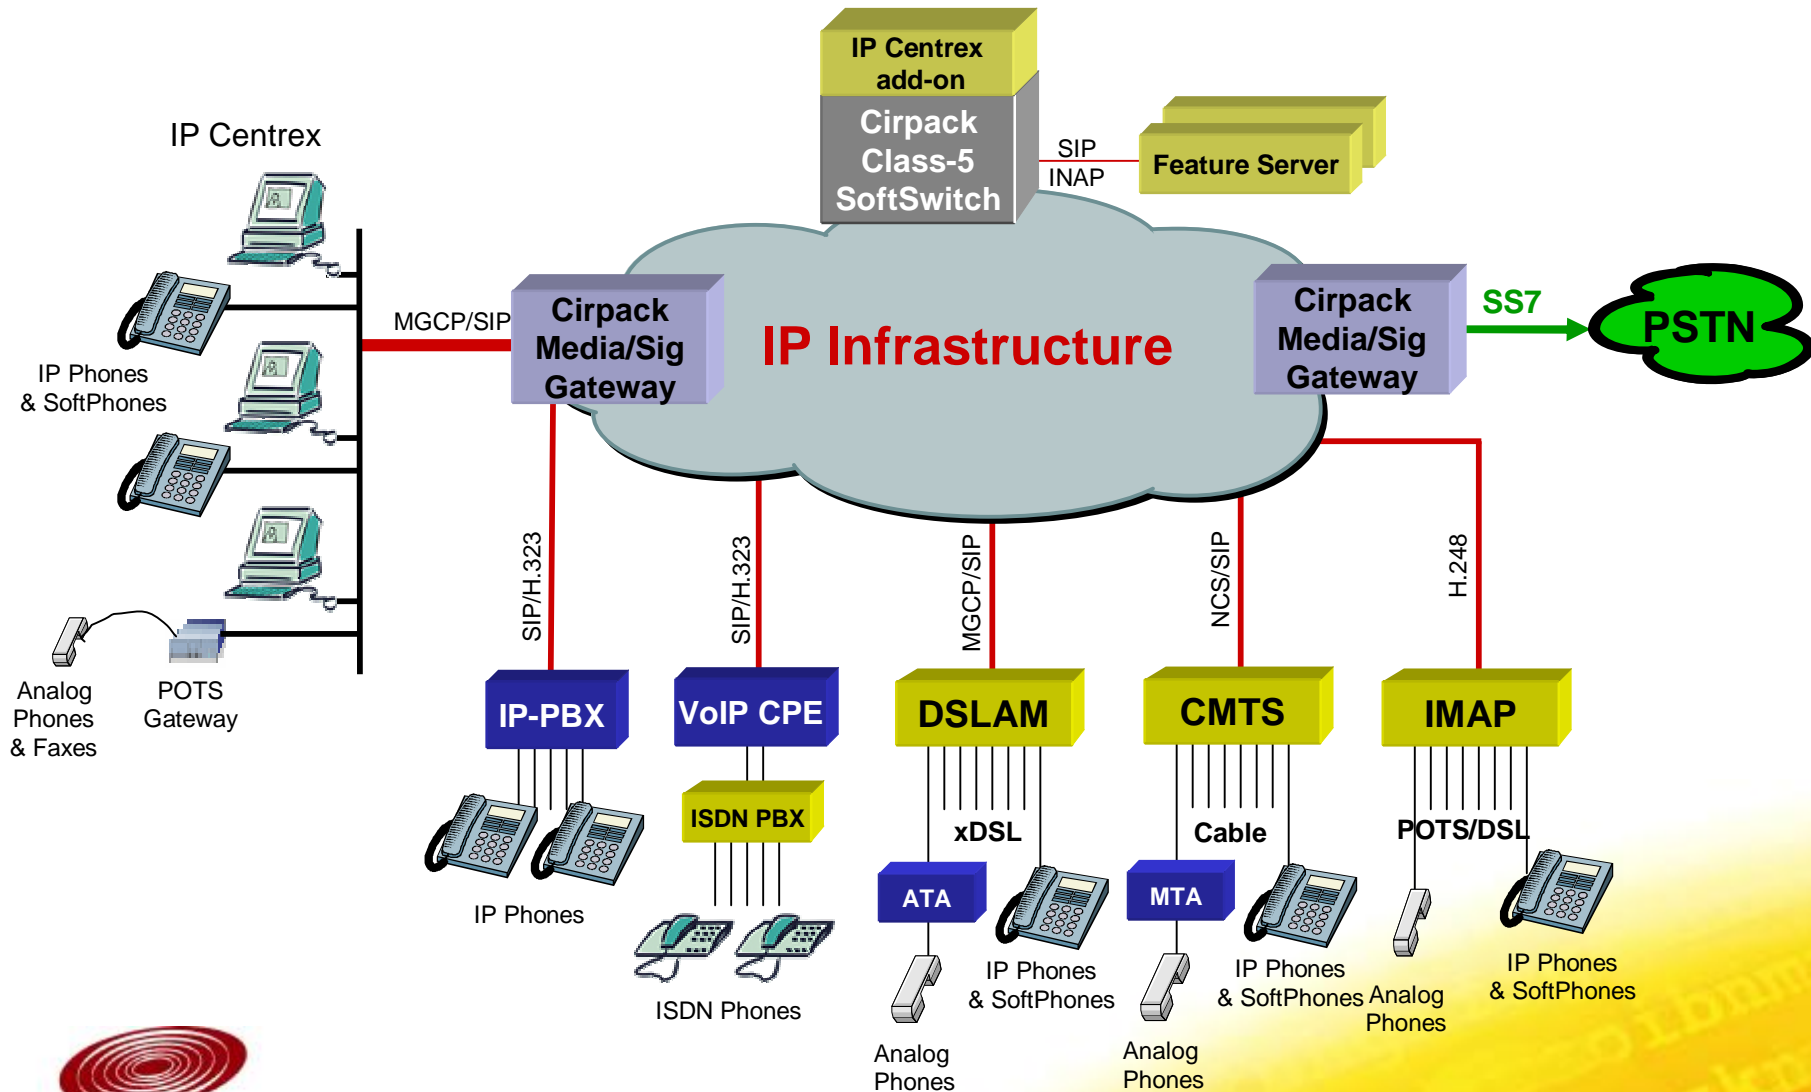 IP Centrex
add-on
Cirpack
Class-5
SoftSwitch
SIP
INAP
Feature Server
IP Centrex
MGCP/SIP
IP Phones
& SoftPhones
Cirpack
Media/Sig
Gateway
IP Infrastructure
Cirpack
Media/Sig
Gateway
SS7
PSTN
Analog
Phones
& Faxes
POTS
Gateway
SIP/H.323
SIP/H.323
MGCP/SIP
NCS/SIP
H.248
IP-PBX
VoIP CPE
DSLAM
CMTS
IMAP
ISDN PBX
xDSL
Cable
POTS/DSL
ATA
MTA
IP Phones
ISDN Phones
IP Phones
& SoftPhones
Analog
Phones
IP Phones
& SoftPhones
Analog
Phones
Analog
Phones
IP Phones
& SoftPhones